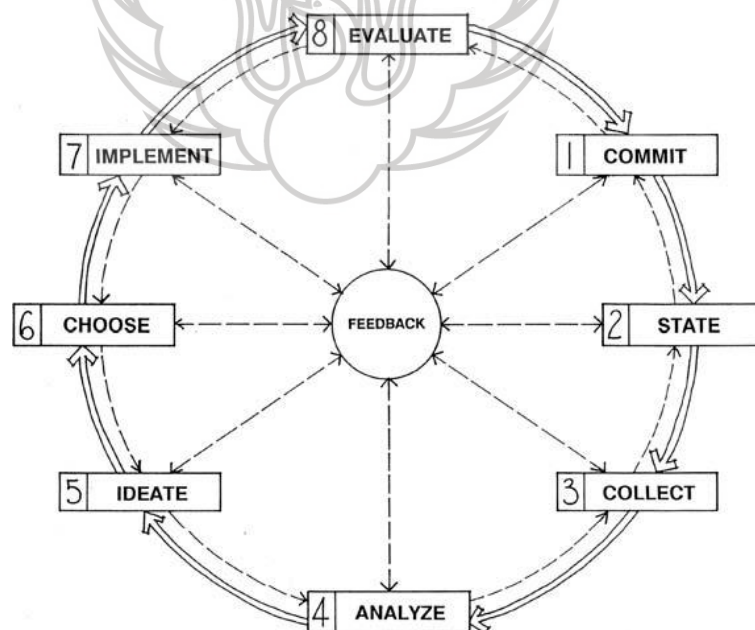 8 EVALUATE
7 IMPLEMENT
1 COMMIT
6 CHOOSE
FEEDBACK
2 STATE
5 IDEATE
3 COLLECT
4 ANALYZE